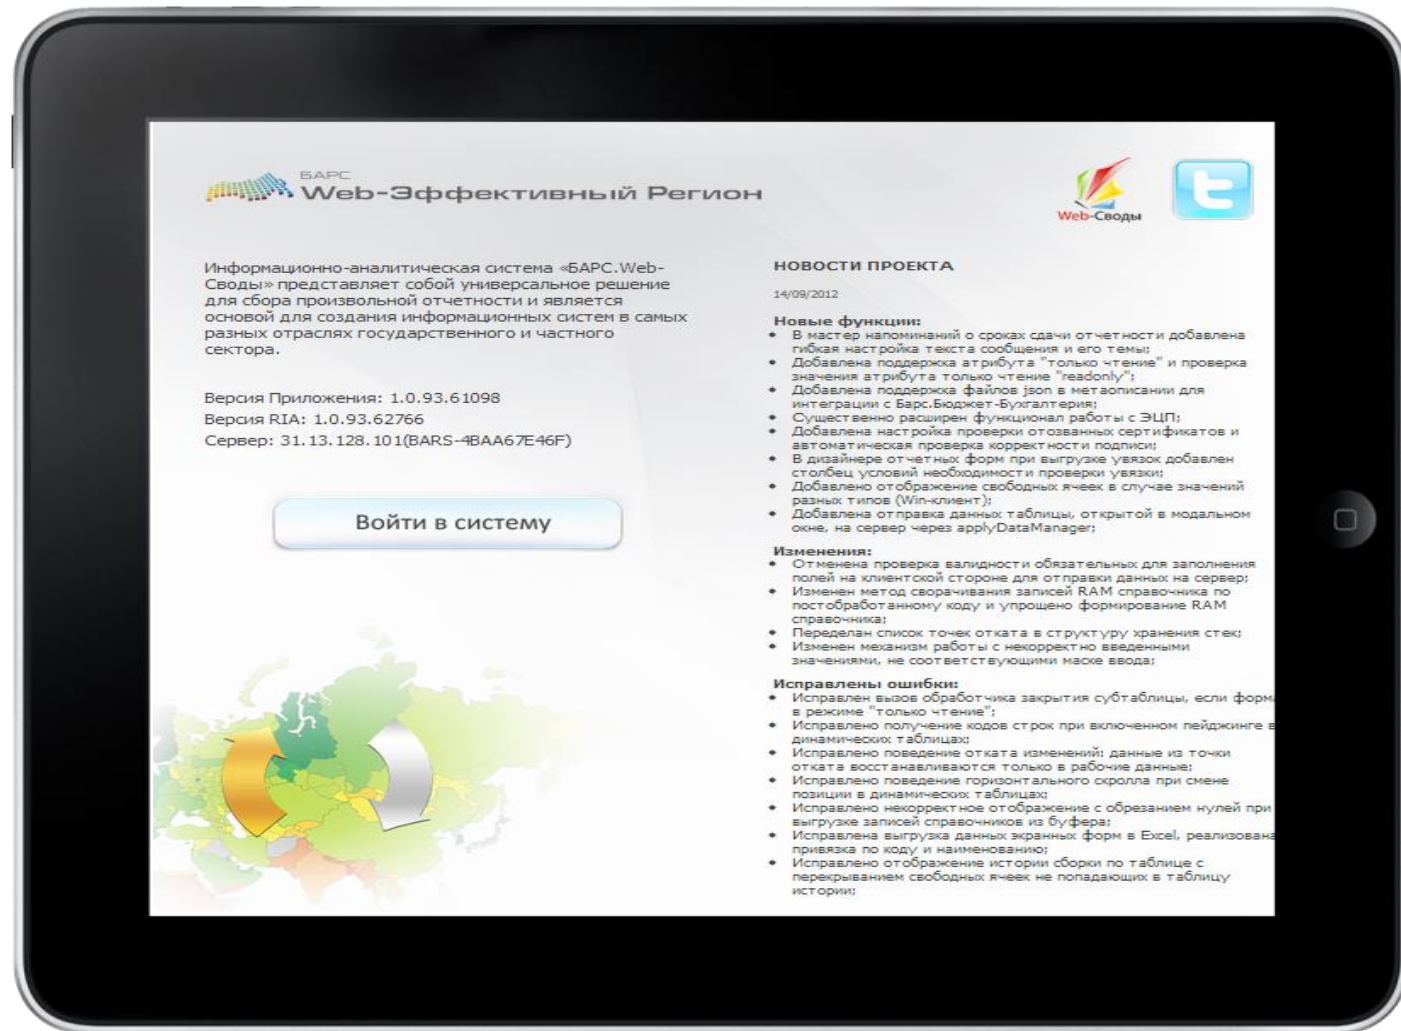 БАРС
Web-Эффективный Регион
Web-Своды
Информационно-аналитическая система «БАРС.Web-
Своды» представляет собой универсальное решение
для сбора произвольной отчетности и является
основой для создания информационных систем в самых
разных отраслях государственного и частного
сектора.
Версия Приложения: 1.0.93.61098
Версия RIA: 1.0.93.62766
Сервер: 31.13.128.101(BARS-4BAA67E46F)
Войти в систему
НОВОСТИ ПРОЕКТА
14/09/2012
Новые функции:
• В мастер напоминаний о сроках сдачи отчетности добавлена
гибкая настройка текста сообщения и его темы;
• Добавлена поддержка атрибута "только чтение" и проверка
значения атрибута только чтение "readonly";
• Добавлена поддержка файлов json в метаописании для
интеграции с Барс.Бюджет-Бухгалтерия;
• Существенно расширен функционал работы с ЭЦП;
• Добавлена настройка проверки отозванных сертификатов и
автоматическая проверка корректности подписи;
• В дизайнере отчетных форм при выгрузке увязок добавлен
столбец условий необходимости проверки увязки;
• Добавлено отображение свободных ячеек в случае значений
разных типов (Win-клиент);
• Добавлена отправка данных таблицы, открытой в модальном
окне, на сервер через applyDataManager;
Изменения:
• Отменена проверка валидности обязательных для заполнения
полей на клиентской стороне для отправки данных на сервер;
• Изменен метод сворачивания записей RAM справочника по
постобработанному коду и упрощено формирование RAM
справочника;
• Переделан список точек отката в структуру хранения стек;
• Изменен механизм работы с некорректно введенными
значениями, не соответствующими маске ввода;
Исправлены ошибки:
• Исправлен вызов обработчика закрытия субтаблицы, если форма
в режиме "только чтение";
• Исправлено получение кодов строк при включенном пейджинге в
динамических таблицах;
• Исправлено поведение отката изменений: данные из точки
отката восстанавливаются только в рабочие данные;
• Исправлено поведение горизонтального скролла при смене
позиции в динамических таблицах;
• Исправлено некорректное отображение с обрезанием нулей при
выгрузке записей справочников из буфера;
• Исправлена выгрузка данных экранных форм в Excel, реализована
привязка по коду и наименованию;
• Исправлено отображение истории сборки по таблице с
перекрыванием свободных ячеек не попадающих в таблицу
истории;